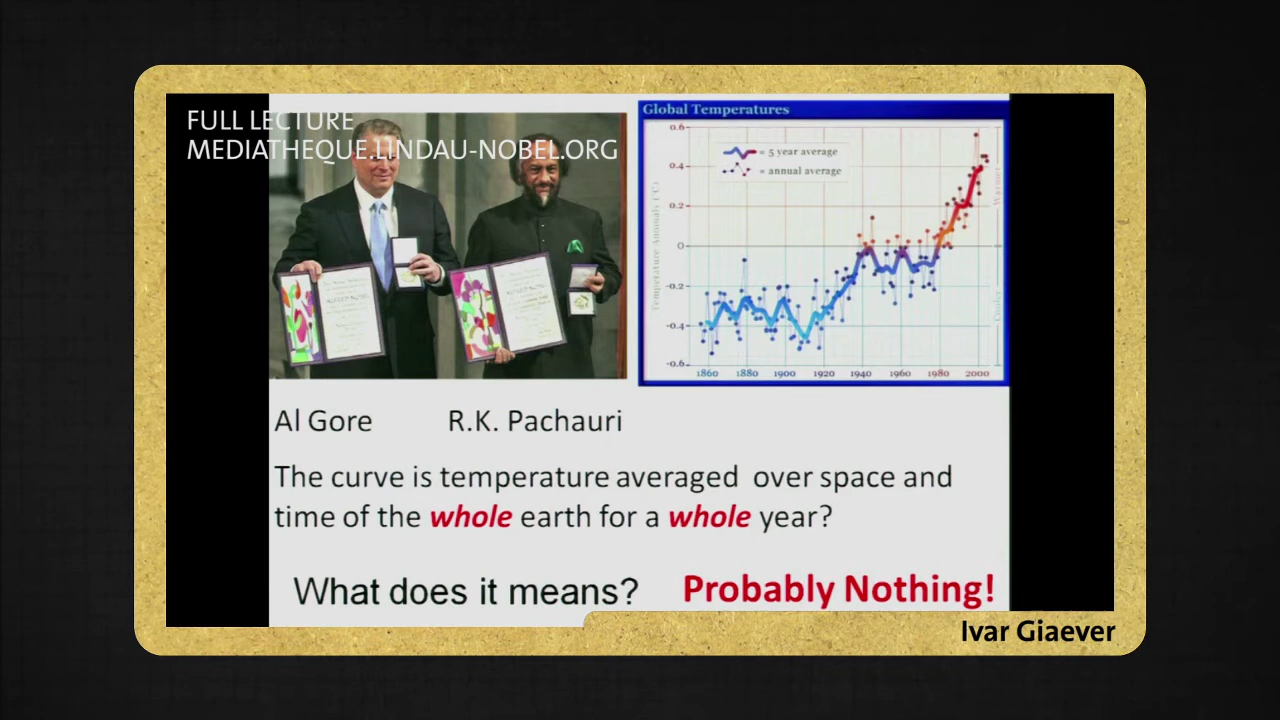 FULL LECTURE
MEDIATHEQUE.LINDAU-NOBEL.ORG
Global Temperatures
= 5 year average
= annual average
Temperature Anomaly (°C)
0.6
0.4
0.2
0
-0.2
-0.4
-0.6
1860 1880 1900 1920 1940 1960 1980 2000
Al Gore R.K. Pachauri
The curve is temperature averaged over space and
time of the whole earth for a whole year?
What does it means? Probably Nothing!
Ivar Giaever